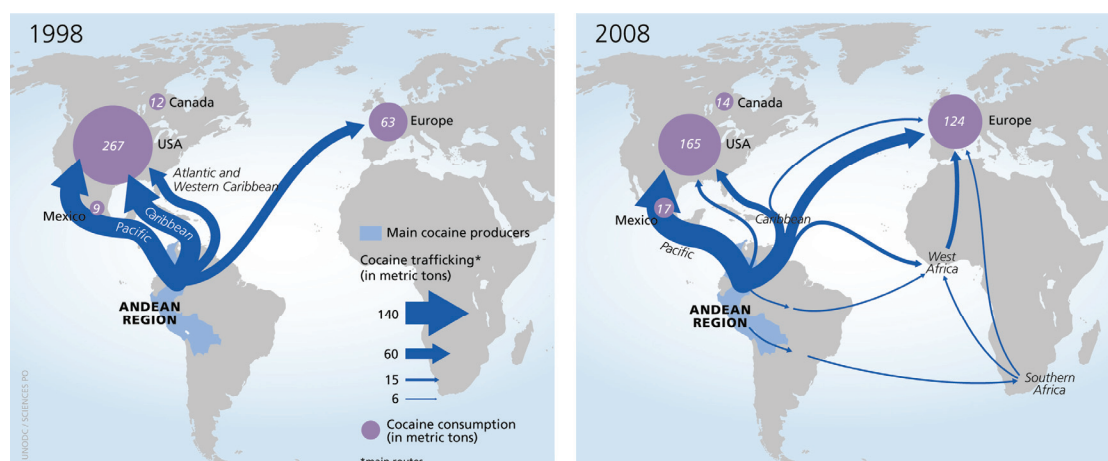 1998
12 Canada
267 USA
63 Europe
Atlantic and
Western Caribbean
9
Mexico
Caribbean
Pacific
Main cocaine producers
Cocaine trafficking*
(in metric tons)
140
60
15
6
Cocaine consumption
(in metric tons)
*main routes
ANDEAN
REGION
UNODC / SCIENCES PO
2008
14 Canada
165 USA
124 Europe
17
Mexico
Caribbean
Pacific
West
Africa
ANDEAN
REGION
Southern
Africa